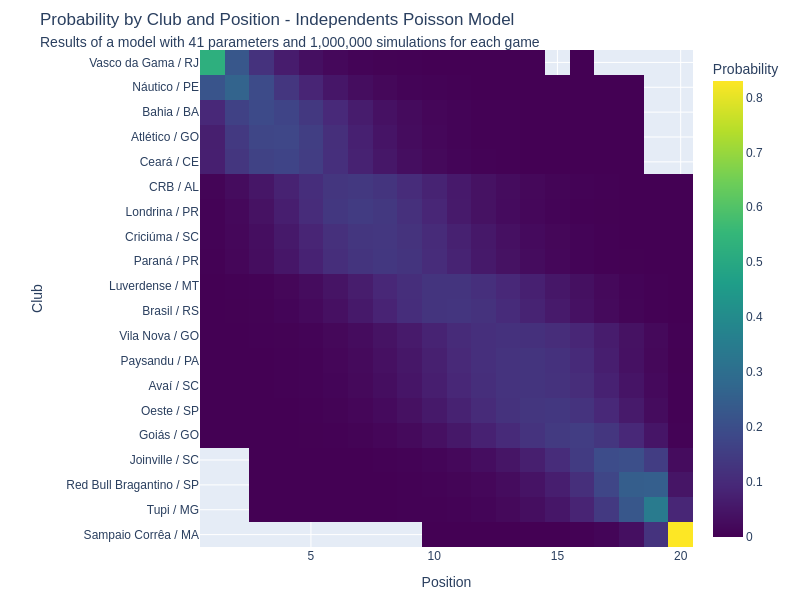 Probability by Club and Position - Independents Poisson Model
Results of a model with 41 parameters and 1,000,000 simulations for each game
Vasco da Gama / RJ
Náutico / PE
Bahia / BA
Atlético / GO
Ceará / CE
CRB / AL
Londrina / PR
Criciúma / SC
Paraná / PR
Luverdense / MT
Brasil / RS
Vila Nova / GO
Paysandu / PA
Avaí / SC
Oeste / SP
Goiás / GO
Joinville / SC
Red Bull Bragantino / SP
Tupi / MG
Sampaio Corrêa / MA
Club
5 10 15 20
Position
Probability
0.8
0.7
0.6
0.5
0.4
0.3
0.2
0.1
0